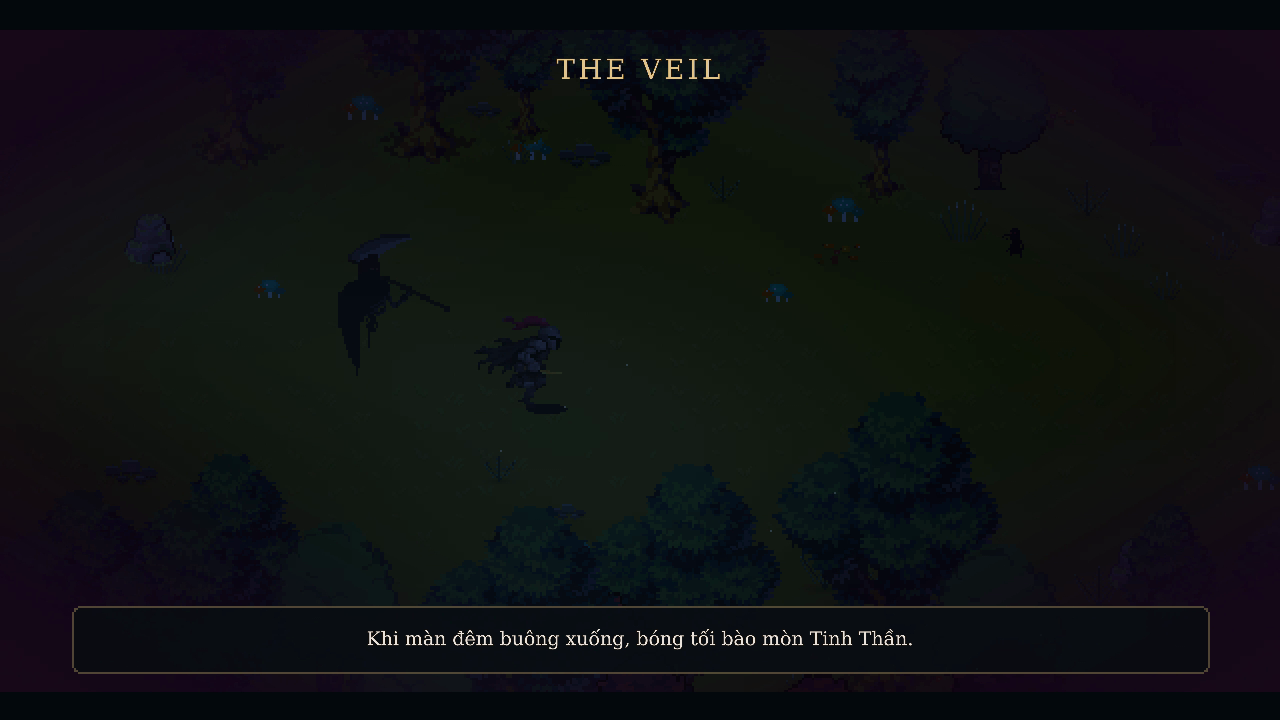 THE VEIL
Khi màn đêm buông xuống, bóng tối bào mòn Tinh Thần.